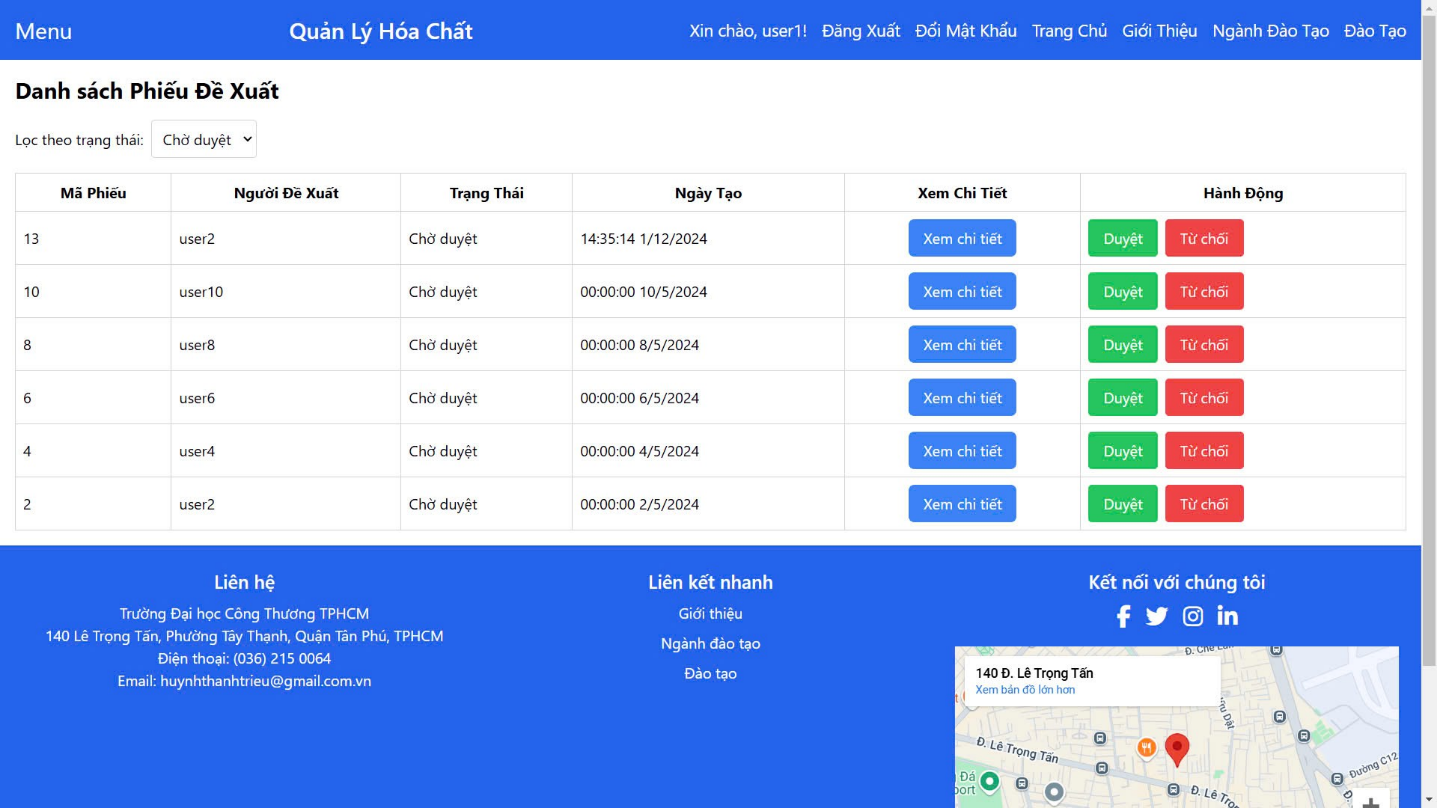 Menu Quản Lý Hóa Chất Xin chào, user1! Đăng Xuất Đổi Mật Khẩu Trang Chủ Giới Thiệu Ngành Đào Tạo Đào Tạo
Danh sách Phiếu Đề Xuất
Lọc theo trạng thái: Chờ duyệt
Mã Phiếu Người Đề Xuất Trạng Thái Ngày Tạo Xem Chi Tiết Hành Động
13 user2 Chờ duyệt 14:35:14 1/12/2024 Xem chi tiết Duyệt Từ chối
10 user10 Chờ duyệt 00:00:00 10/5/2024 Xem chi tiết Duyệt Từ chối
8 user8 Chờ duyệt 00:00:00 8/5/2024 Xem chi tiết Duyệt Từ chối
6 user6 Chờ duyệt 00:00:00 6/5/2024 Xem chi tiết Duyệt Từ chối
4 user4 Chờ duyệt 00:00:00 4/5/2024 Xem chi tiết Duyệt Từ chối
2 user2 Chờ duyệt 00:00:00 2/5/2024 Xem chi tiết Duyệt Từ chối
Liên hệ
Trường Đại học Công Thương TPHCM
140 Lê Trọng Tấn, Phường Tây Thạnh, Quận Tân Phú, TPHCM
Điện thoại: (036) 215 0064
Email: huynhthanhtrieu@gmail.com.vn
Liên kết nhanh
Giới thiệu
Ngành đào tạo
Đào tạo
Kết nối với chúng tôi
140 Đ. Lê Trọng Tấn
Xem bản đồ lớn hơn
Đ. Lê Trọng Tấn
Đường C12
Đ. Lê